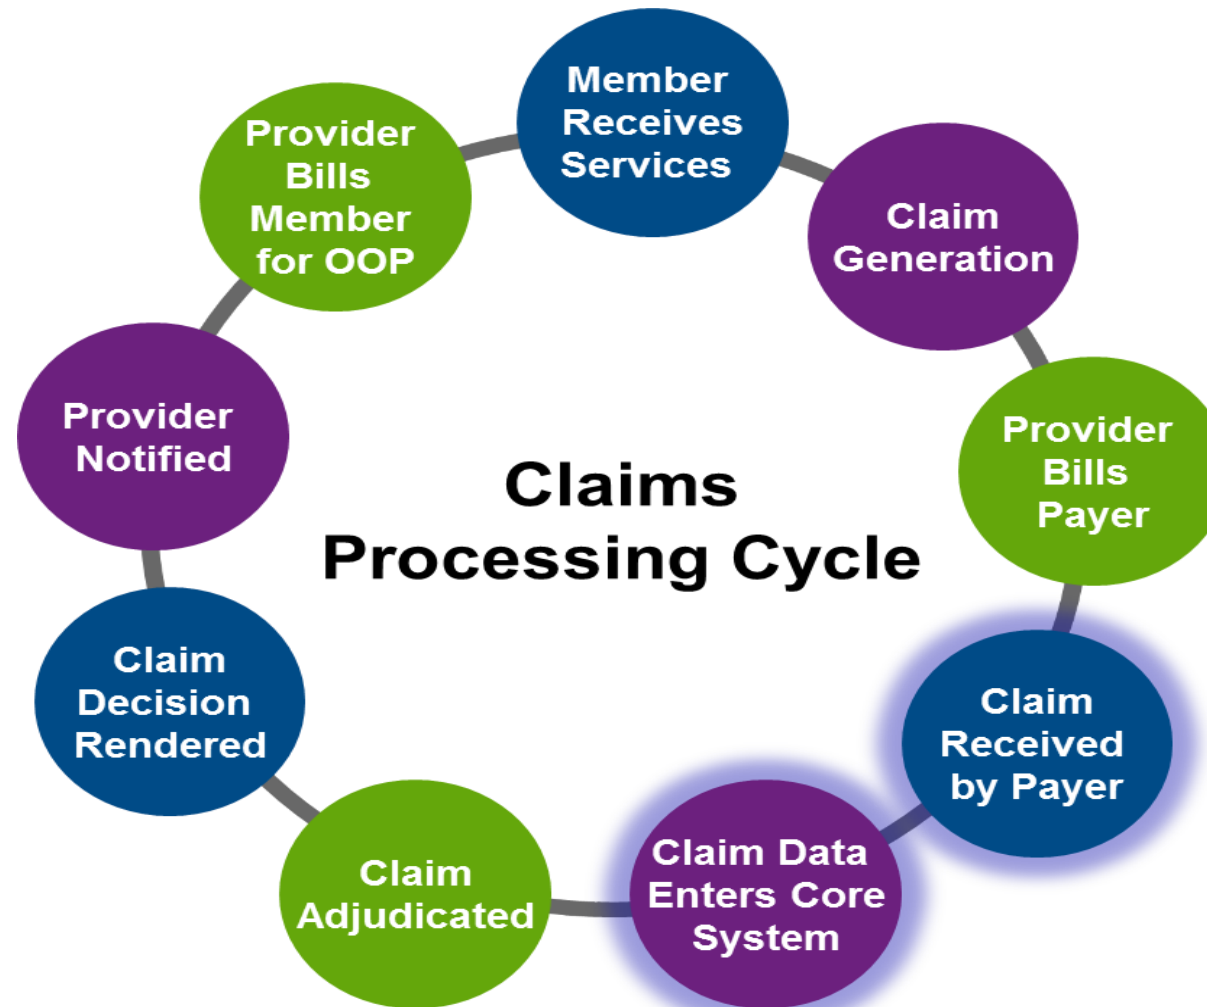 Member
Receives
Services
Claim
Generation
Provider
Bills
Payer
Claim
Received
by Payer
Claim Data
Enters Core
System
Claim
Adjudicated
Claim
Decision
Rendered
Provider
Notified
Provider
Bills
Member
for OOP
Claims
Processing Cycle